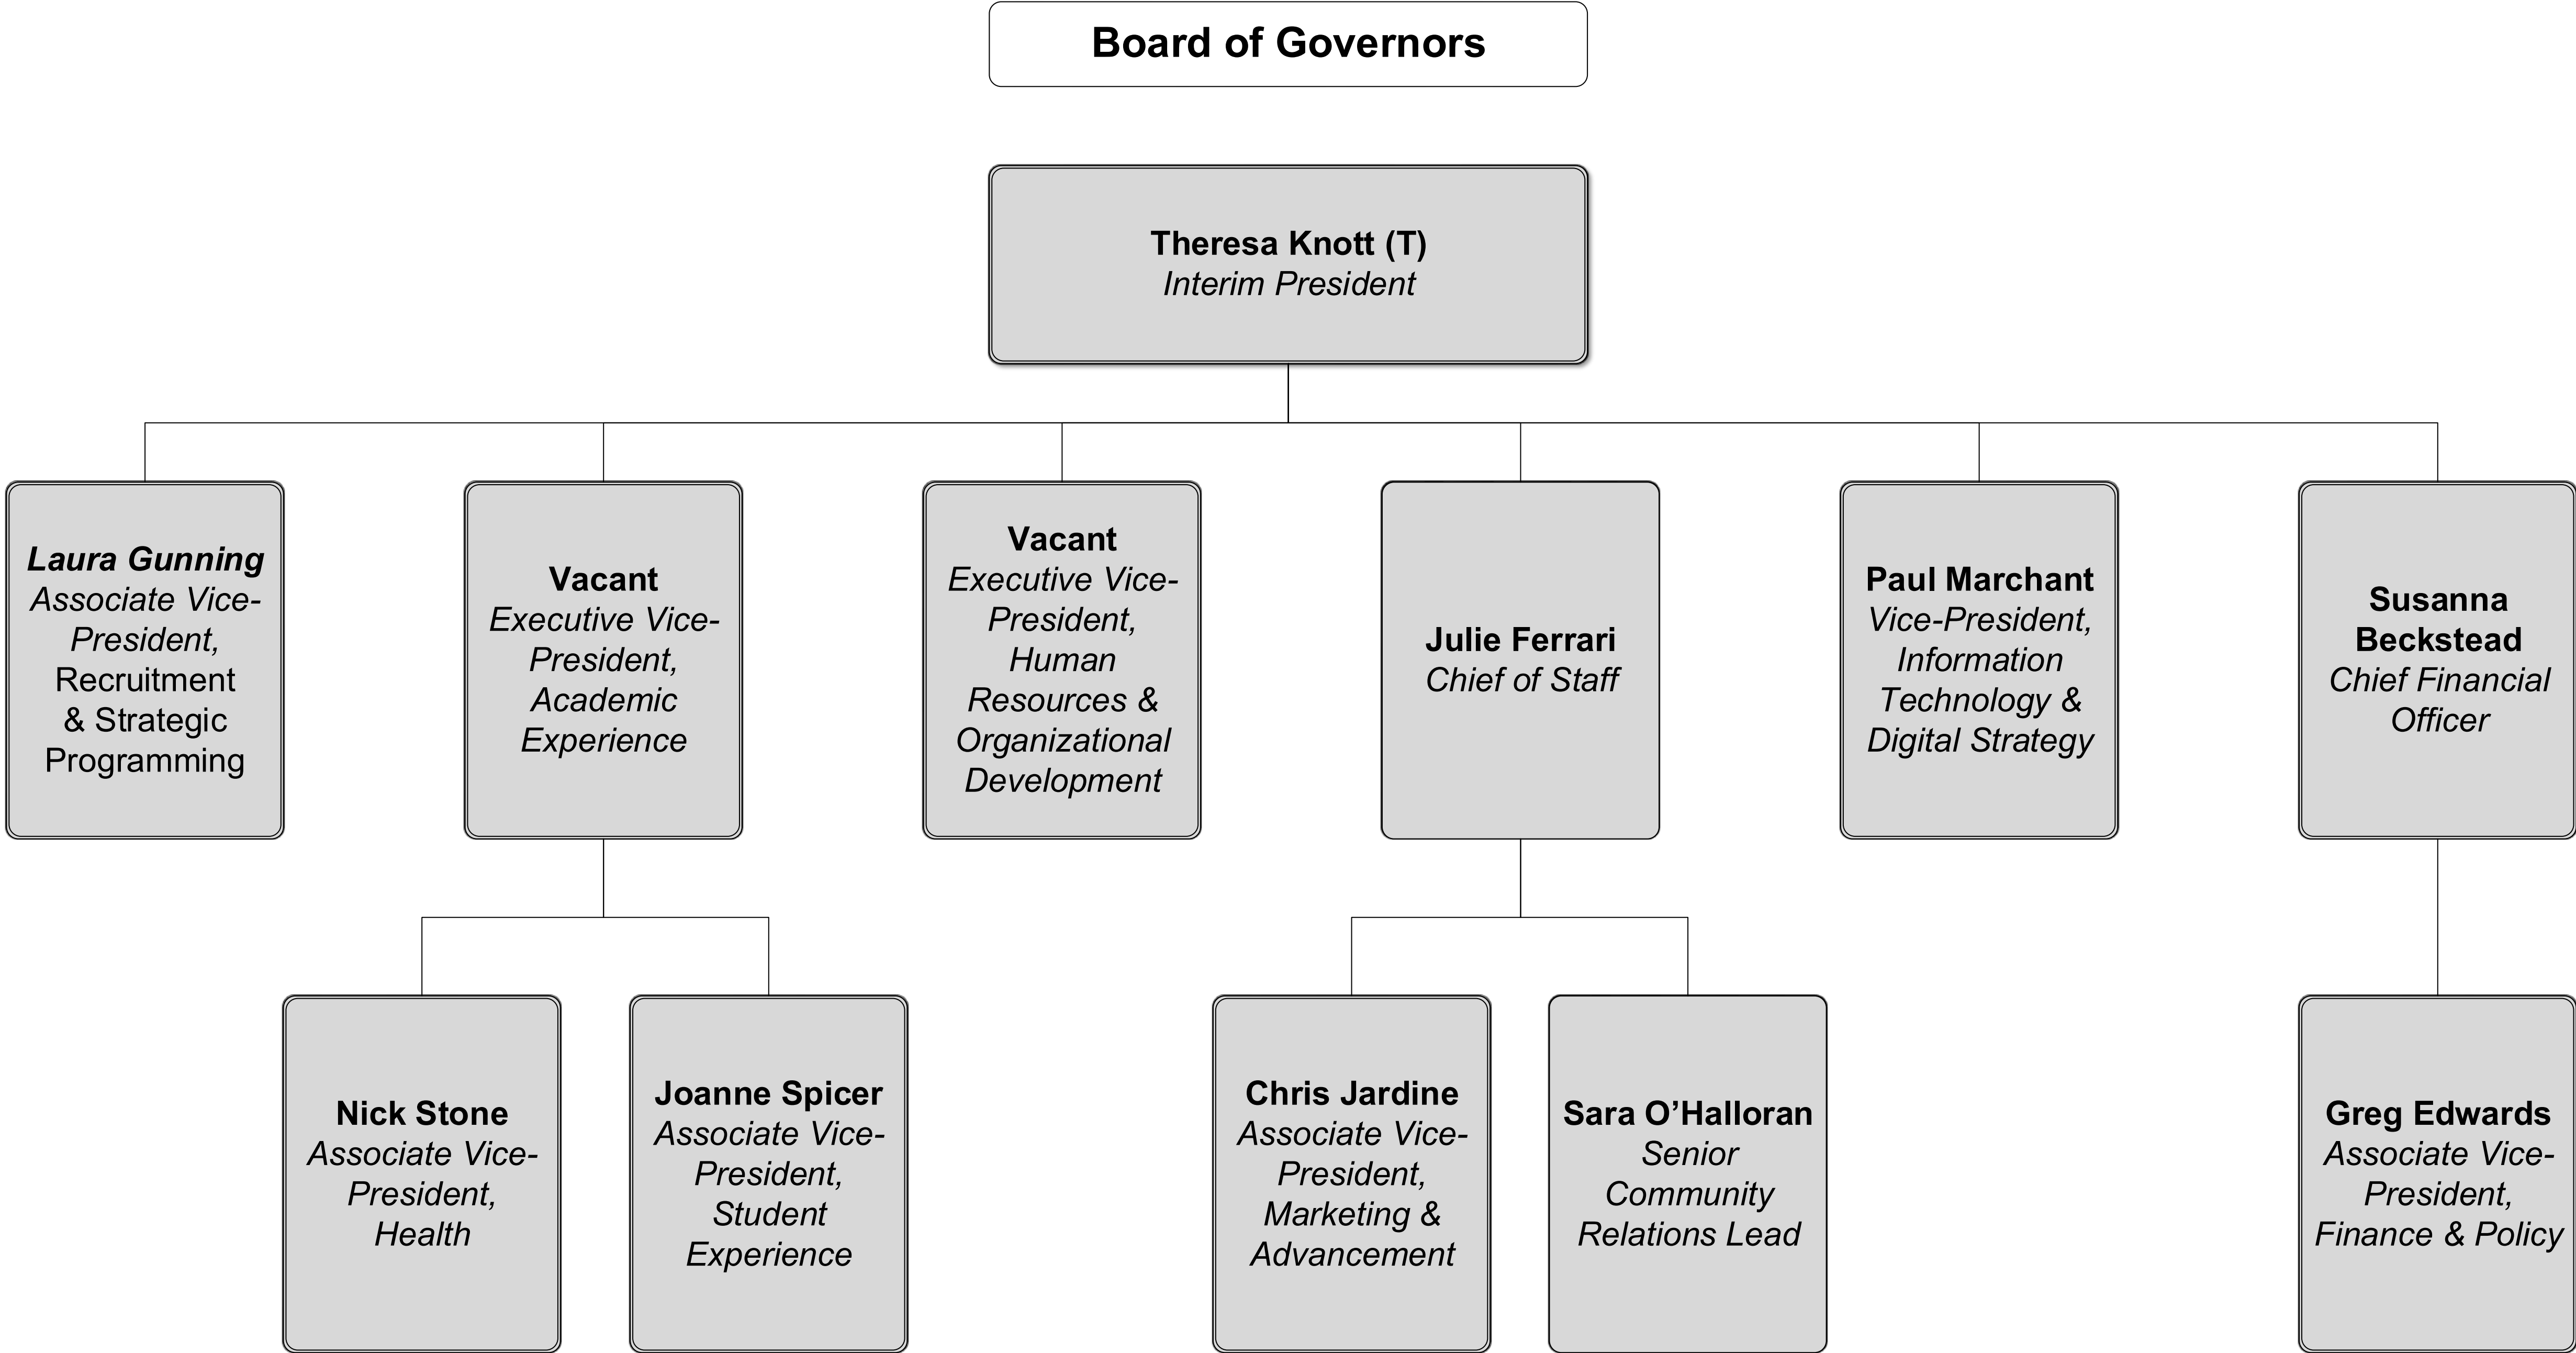 Board of Governors
Theresa Knott (T)
Interim President
Laura Gunning
Associate Vice-
President,
Recruitment
& Strategic
Programming
Vacant
Executive Vice-
President,
Academic
Experience
Vacant
Executive Vice-
President,
Human
Resources &
Organizational
Development
Julie Ferrari
Chief of Staff
Paul Marchant
Vice-President,
Information
Technology &
Digital Strategy
Susanna
Beckstead
Chief Financial
Officer
Nick Stone
Associate Vice-
President,
Health
Joanne Spicer
Associate Vice-
President,
Student
Experience
Chris Jardine
Associate Vice-
President,
Marketing &
Advancement
Sara O’Halloran
Senior
Community
Relations Lead
Greg Edwards
Associate Vice-
President,
Finance & Policy